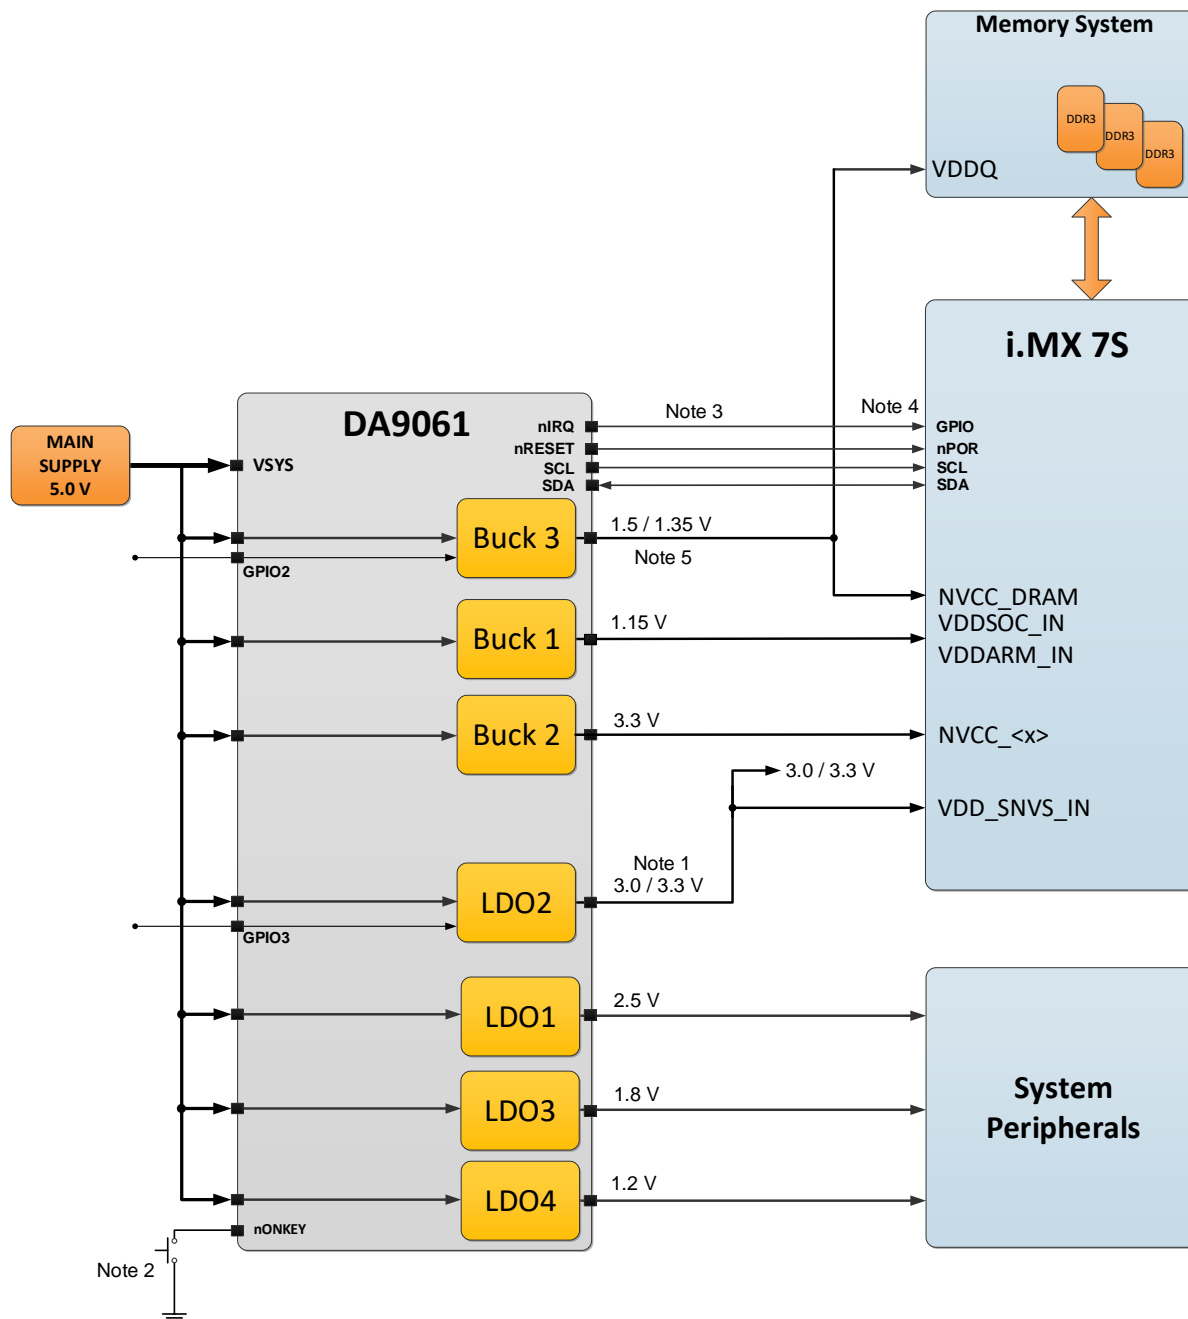 Memory System
DDR3
DDR3
DDR3
VDDQ
i.MX 7S
DA9061
Note 3
Note 4
nIRQ
GPIO
nRESET
nPOR
SCL
SCL
SDA
SDA
MAIN
SUPPLY
5.0 V
VSYS
Buck 3
1.5 / 1.35 V
Note 5
GPIO2
NVCC_DRAM
Buck 1
1.15 V
VDDSOC_IN
VDDARM_IN
Buck 2
3.3 V
NVCC_<x>
3.0 / 3.3 V
VDD_SNVS_IN
Note 1
3.0 / 3.3 V
LDO2
GPIO3
LDO1
2.5 V
LDO3
1.8 V
System
Peripherals
LDO4
1.2 V
nONKEY
Note 2